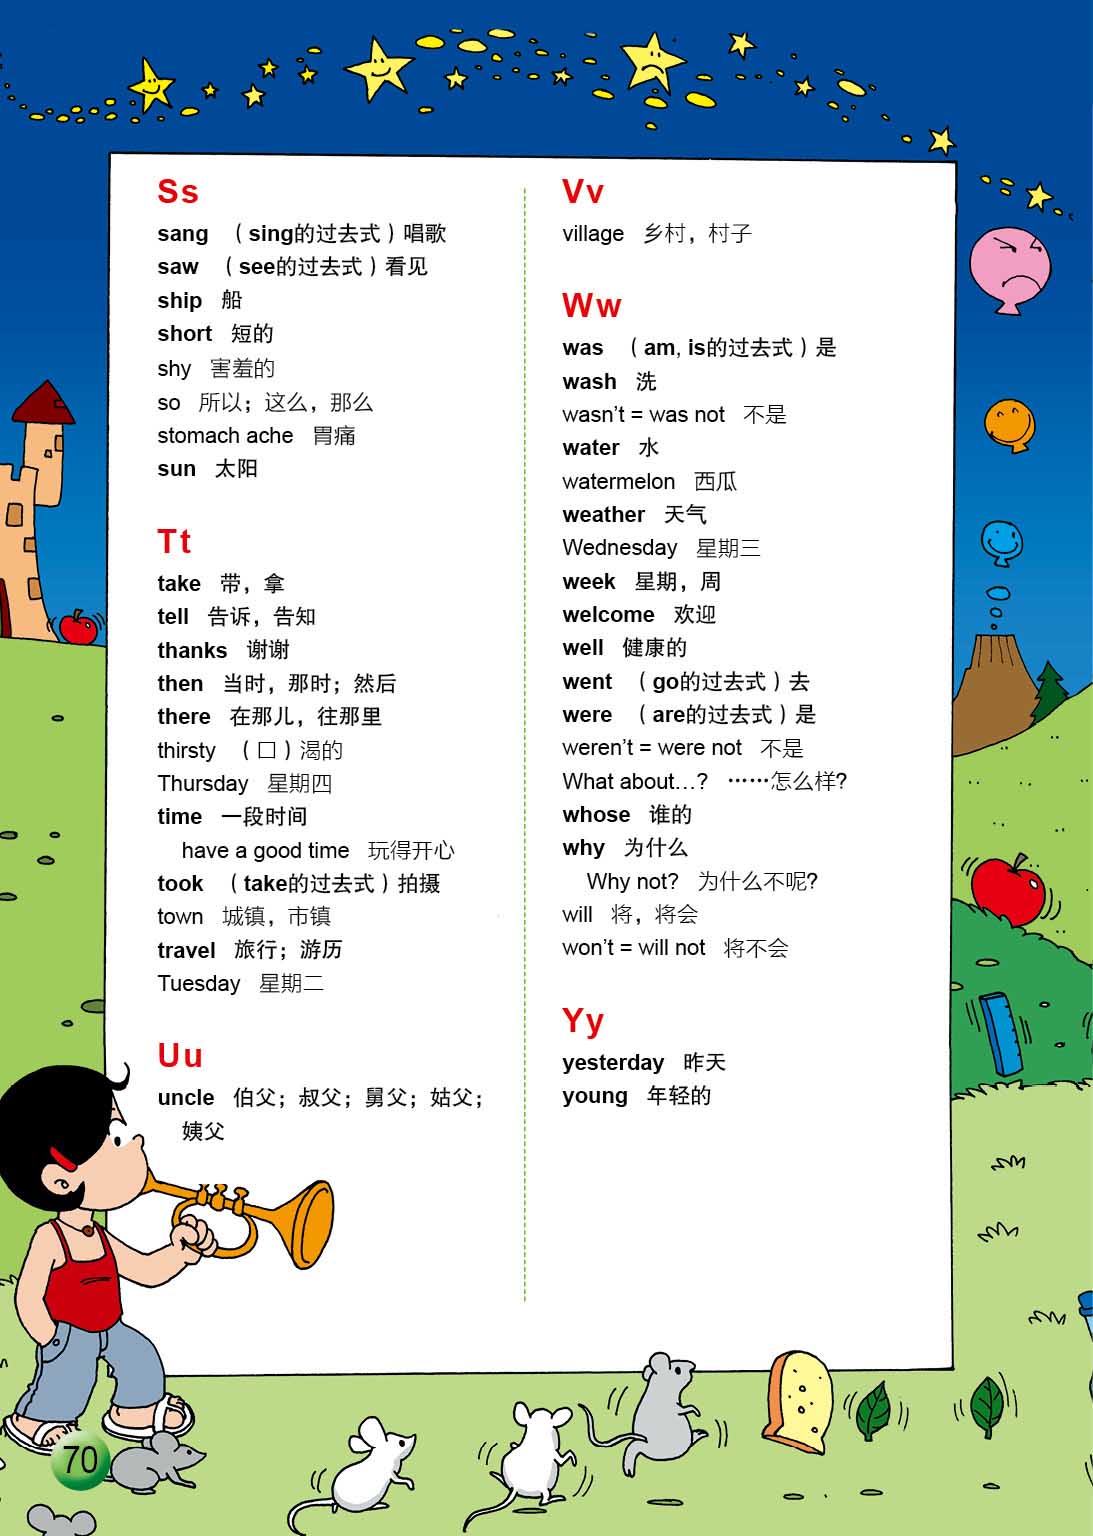 Ss
sang （sing的过去式）唱歌
saw （see的过去式）看见
ship 船
short 短的
shy 害羞的
so 所以；这么，那么
stomach ache 胃痛
sun 太阳
Tt
take 带，拿
tell 告诉，告知
thanks 谢谢
then 当时，那时；然后
there 在那儿，往那里
thirsty （口）渴的
Thursday 星期四
time 一段时间
have a good time 玩得开心
took （take的过去式）拍摄
town 城镇，市镇
travel 旅行；游历
Tuesday 星期二
Uu
uncle 伯父；叔父；舅父；姑父；
姨父
Vv
village 乡村，村子
Ww
was （am, is的过去式）是
wash 洗
wasn't = was not 不是
water 水
watermelon 西瓜
weather 天气
Wednesday 星期三
week 星期，周
welcome 欢迎
well 健康的
went （go的过去式）去
were （are的过去式）是
weren't = were not 不是
What about…? ……怎么样?
whose 谁的
why 为什么
Why not? 为什么不呢?
will 将，将会
won't = will not 将不会
Yy
yesterday 昨天
young 年轻的
70